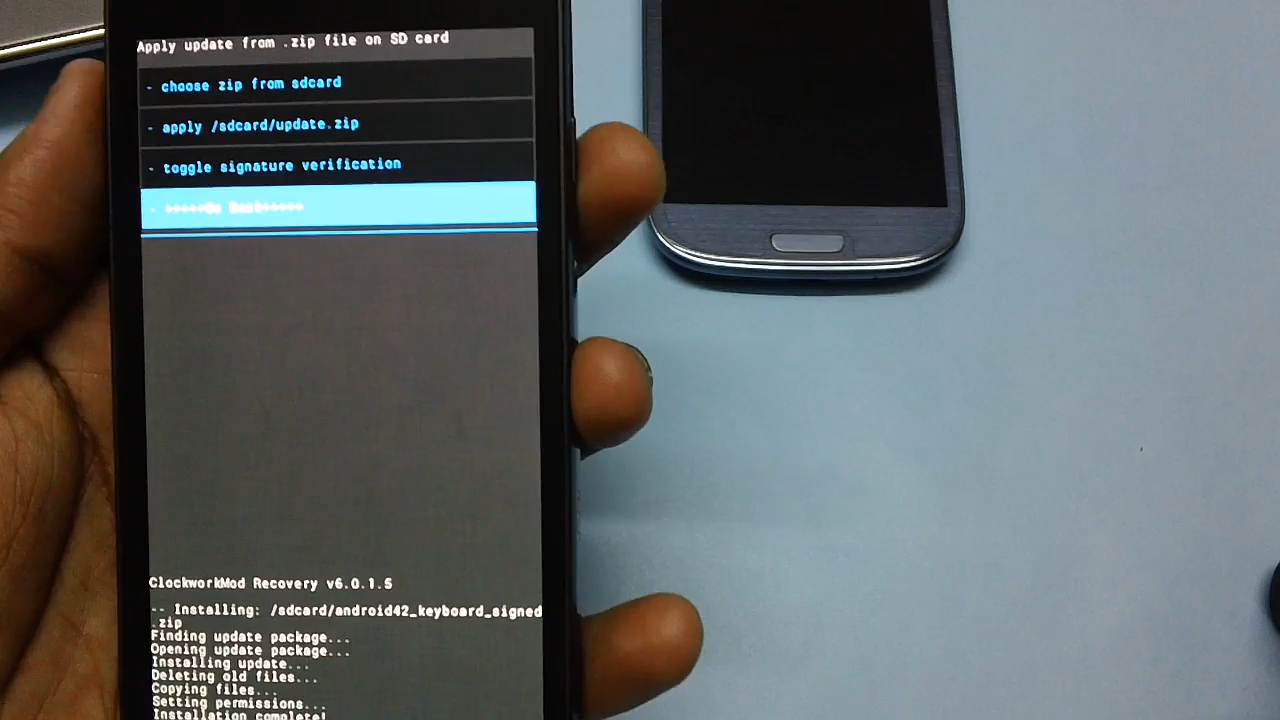 Apply update from .zip file on SD card
- choose zip from sdcard
- apply /sdcard/update.zip
- toggle signature verification
- +++++Go Back+++++
ClockworkMod Recovery v6.0.1.5
-- Installing: /sdcard/android42_keyboard_signed
.zip
Finding update package...
Opening update package...
Installing update...
Deleting old files...
Copying files...
Setting permissions...
Installation complete!